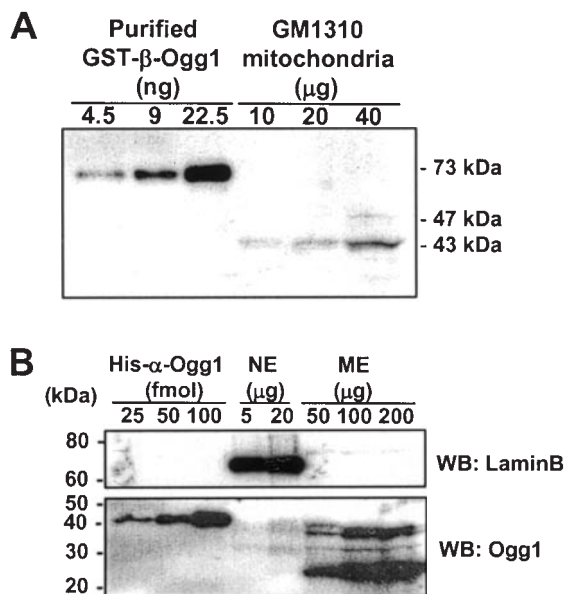 A
Purified GM1310
GST-β-Ogg1 mitochondria
(ng) (μg)
4.5 9 22.5 10 20 40
- 73 kDa
- 47 kDa
- 43 kDa
B
His-α-Ogg1 NE ME
(kDa) (fmol) (μg) (μg)
25 50 100 5 20 50 100 200
80 -
WB: LaminB
60 -
50 -
40 -
WB: Ogg1
30 -
20 -